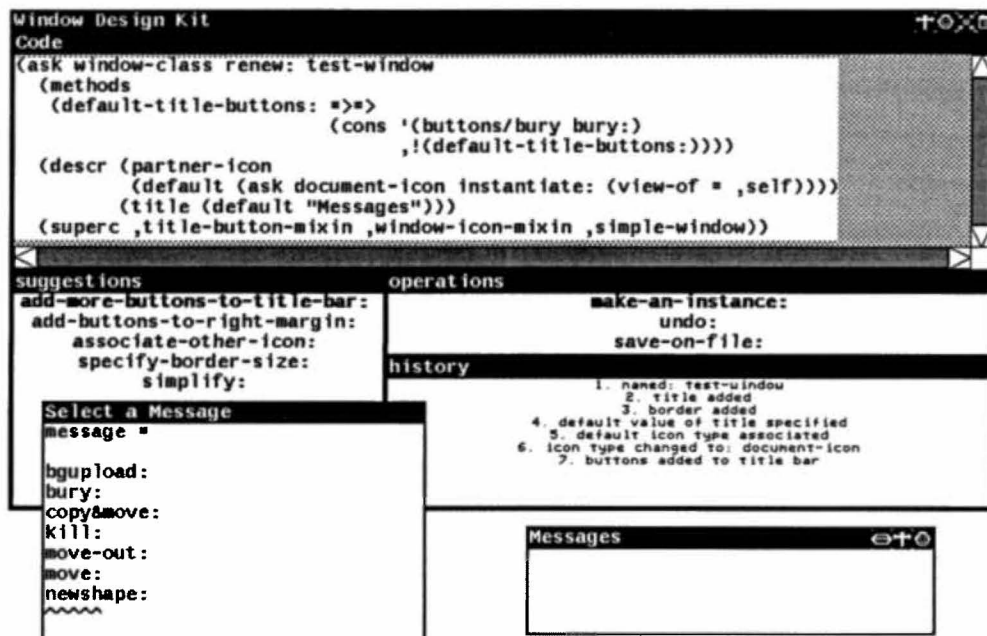 Window Design Kit
Code
(ask window-class renew: test-window
(methods
(default-title-buttons: =>=>
(cons '(buttons/bury bury:)
,!(default-title-buttons:))))
(descr (partner-icon
(default (ask document-icon instantiate: (view-of = ,self))))
(title (default "Messages")))
(superc ,title-button-mixin ,window-icon-mixin ,simple-window))
suggestions
add-more-buttons-to-title-bar:
add-buttons-to-right-margin:
associate-other-icon:
specify-border-size:
simplify:
operations
make-an-instance:
undo:
save-on-file:
history
1. named: test-window
2. title added
3. border added
4. default value of title specified
5. default icon type associated
6. icon type changed to: document-icon
7. buttons added to title bar
Select a Message
message =
bgupload:
bury:
copy&move:
Kill:
move-out:
move:
newshape:
Messages